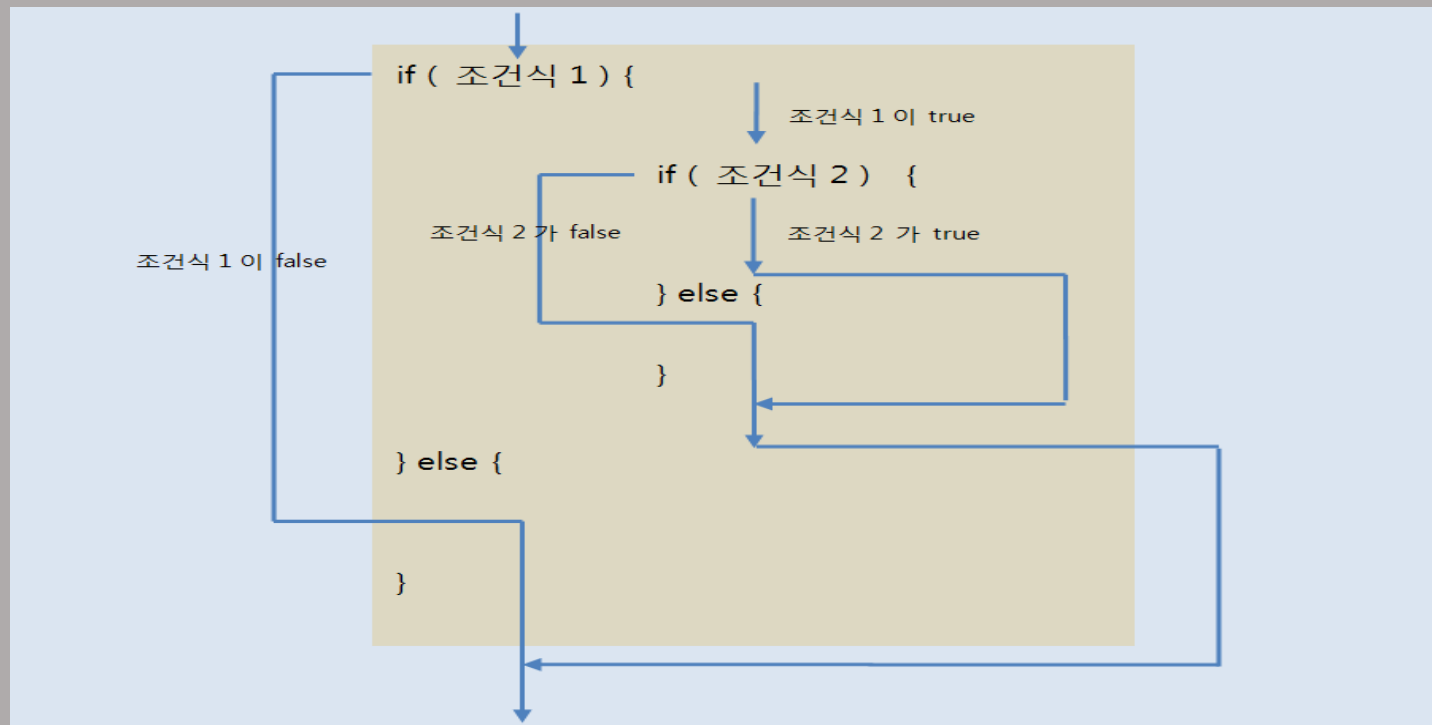 if ( 조건식 1 ) {
조건식 1 이 true
if ( 조건식 2 ) {
조건식 2 가 false
조건식 2 가 true
조건식 1 이 false
} else {
}
} else {
}